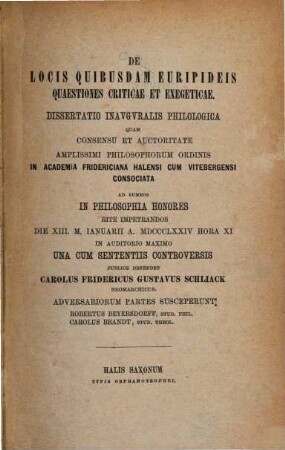 DE
LOCIS QUIBUSDAM EURIPIDEIS
QUAESTIONES CRITICAE ET EXEGETICAE.
DISSERTATIO INAVGVRALIS PHILOLOGICA
QUAM
CONSENSU ET AUCTORITATE
AMPLISSIMI PHILOSOPHORUM ORDINIS
IN ACADEMIA FRIDERICIANA HALENSI CUM VITEBERGENSI
CONSOCIATA
AD SUMMOS
IN PHILOSOPHIA HONORES
RITE IMPETRANDOS
DIE XIII. M. IANUARII A. MDCCCLXXIV HORA XI
IN AUDITORIO MAXIMO
UNA CUM SENTENTIIS CONTROVERSIS
PUBLICE DEFENDET
CAROLUS FRIDERICUS GUSTAVUS SCHLIACK
NEOMARCHICUS.
ADVERSARIORUM PARTES SUSCEPERUNT:
ROBERTUS BEYERSDORFF, STUD. PHIL.
CAROLUS BRANDT, STUD. THEOL.
HALIS SAXONUM
TYPIS ORPHANOTROPHEI.